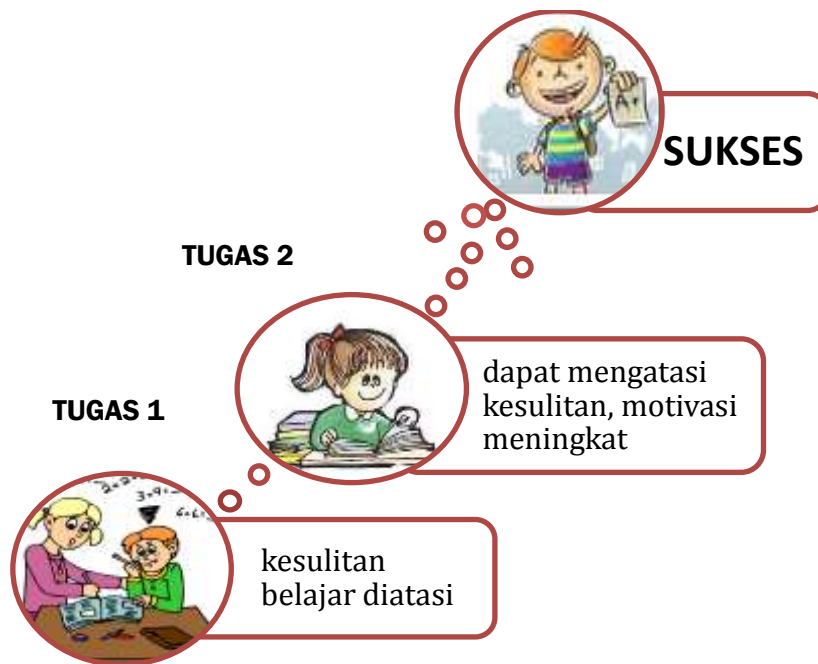 SUKSES
TUGAS 2
dapat mengatasi
kesulitan, motivasi
meningkat
TUGAS 1
kesulitan
belajar diatasi
A+